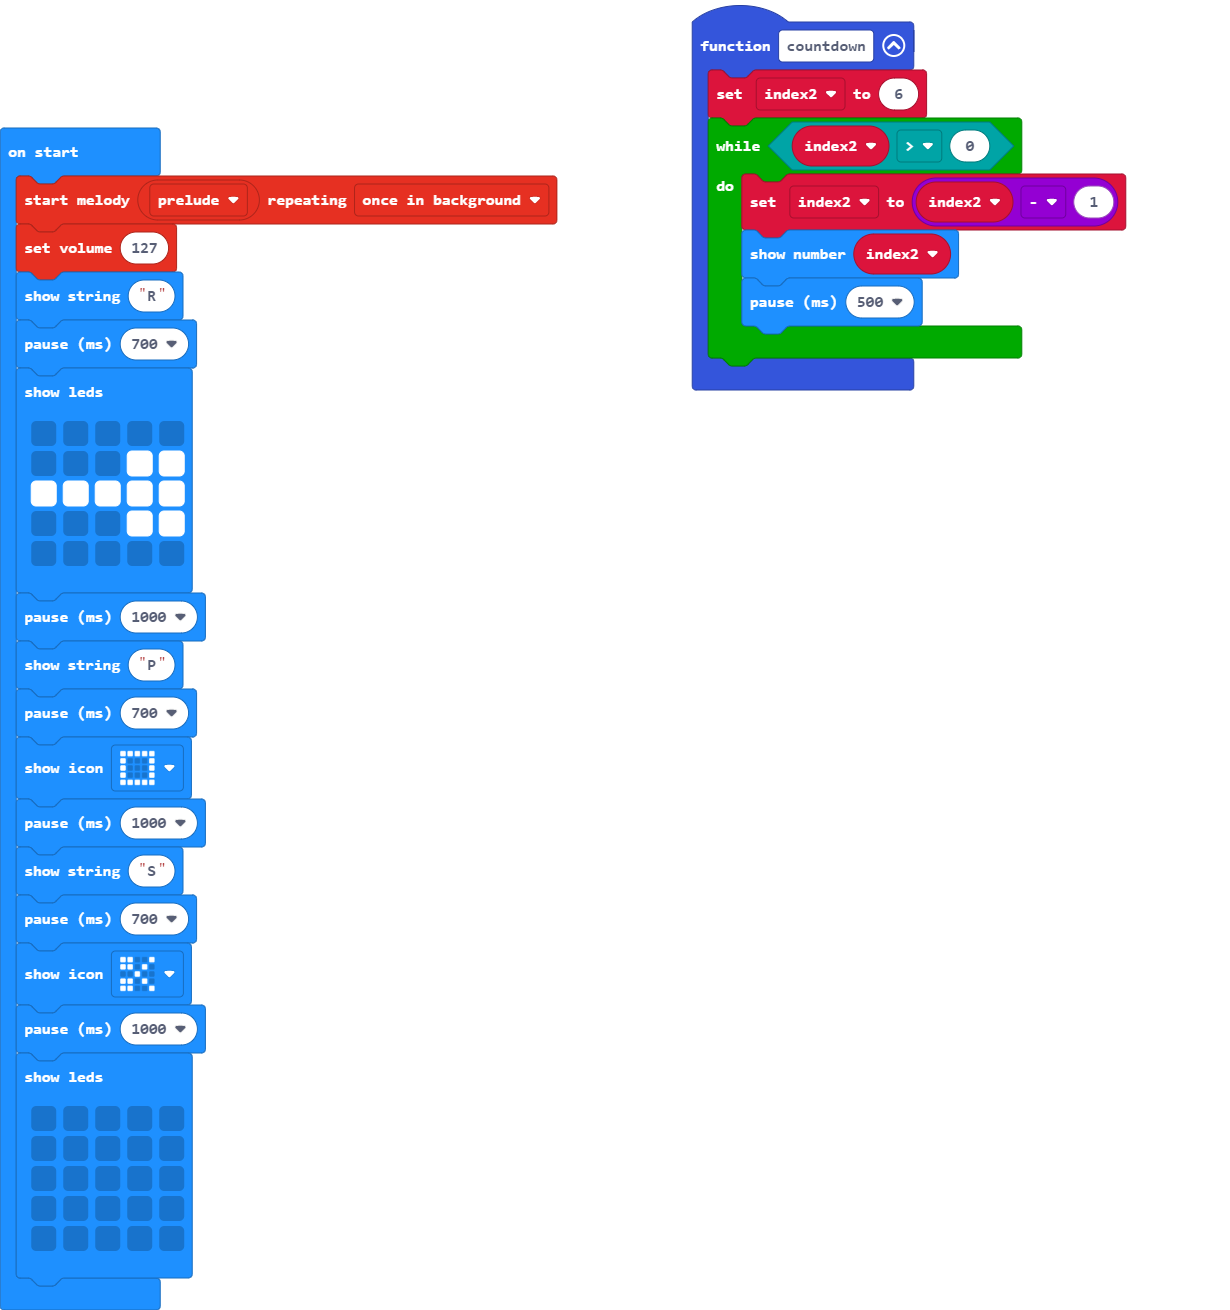 on start
start melody prelude repeating once in background
set volume 127
show string "R"
pause (ms) 700
show leds
pause (ms) 1000
show string "P"
pause (ms) 700
show icon
pause (ms) 1000
show string "S"
pause (ms) 700
show icon
pause (ms) 1000
show leds
function countdown
set index2 to 6
while index2 > 0
do
set index2 to index2 - 1
show number index2
pause (ms) 500